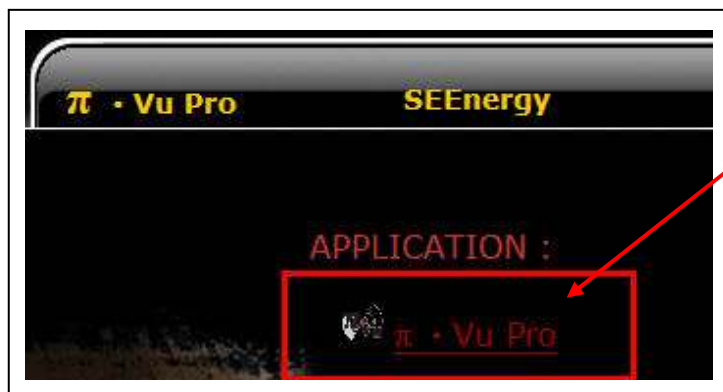 π · Vu Pro SEEnergy
APPLICATION :
π · Vu Pro